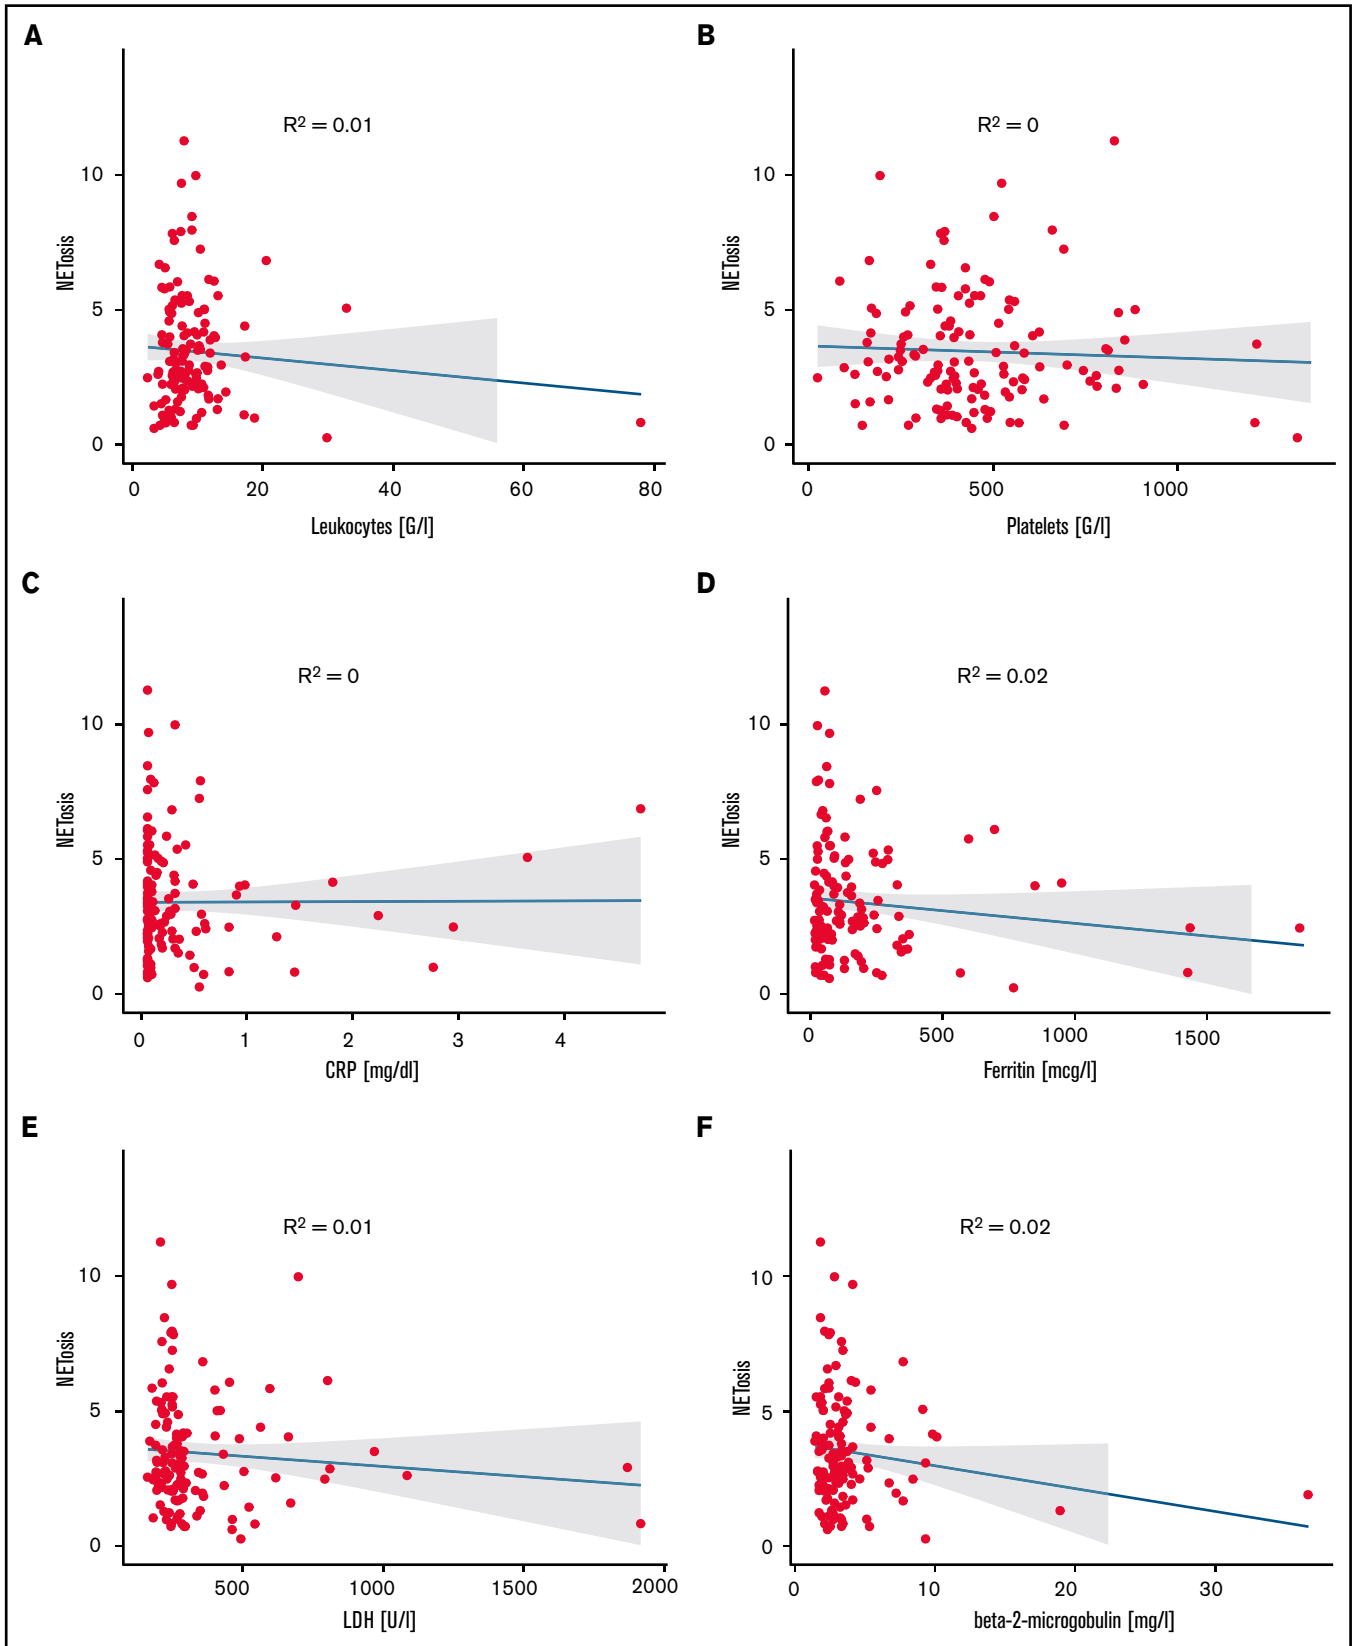 A
R² = 0.01
10
5
0
NETosis
0 20 40 60 80
Leukocytes [G/l]
B
R² = 0
10
5
0
NETosis
0 500 1000
Platelets [G/l]
C
R² = 0
10
5
0
NETosis
0 1 2 3 4
CRP [mg/dl]
D
R² = 0.02
10
5
0
NETosis
0 500 1000 1500
Ferritin [mcg/l]
E
R² = 0.01
10
5
0
NETosis
500 1000 1500 2000
LDH [U/l]
F
R² = 0.02
10
5
0
NETosis
0 10 20 30
beta-2-microgobulin [mg/l]